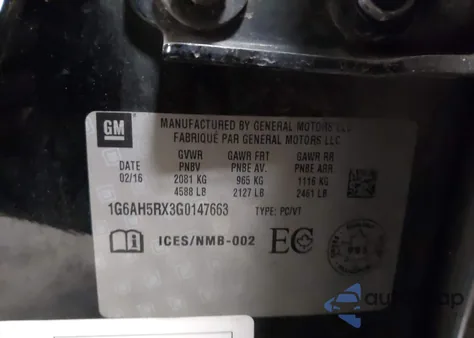 GM
MANUFACTURED BY GENERAL MOTORS LLC
FABRIQUÉ PAR GENERAL MOTORS LLC
DATE GVWR GAWR FRT GAWR RR
PNBV PNBE AV. PNBE ARR
02/16 2081 KG 965 KG 1116 KG
4588 LB 2127 LB 2461 LB
1G6AH5RX3G0147663 TYPE: PC/VT
ICES/NMB-002 EC